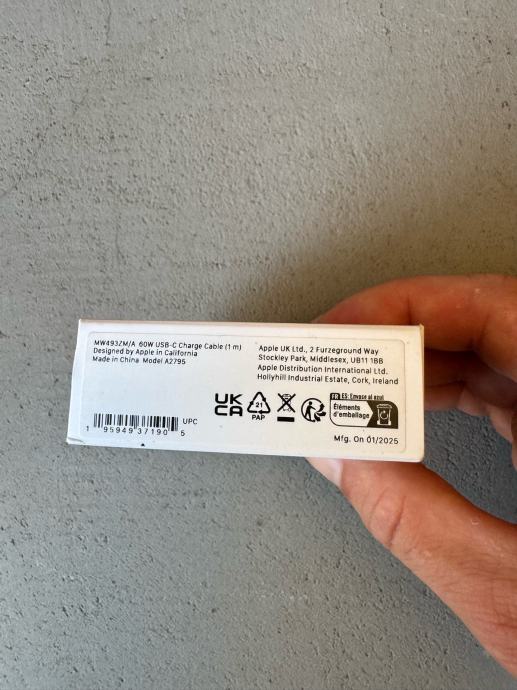 MW493ZM/A 60W USB-C Charge Cable (1 m)
Designed by Apple in California
Made in China Model A2795
Apple UK Ltd., 2 Furzeground Way
Stockley Park, Middlesex, UB11 1BB
Apple Distribution International Ltd.
Hollyhill Industrial Estate, Cork, Ireland
UK
CA
21
PAP
FR ES: Envase al azul
Éléments
d'emballage
UPC
1 95949 37190 5
Mfg. On 01/2025